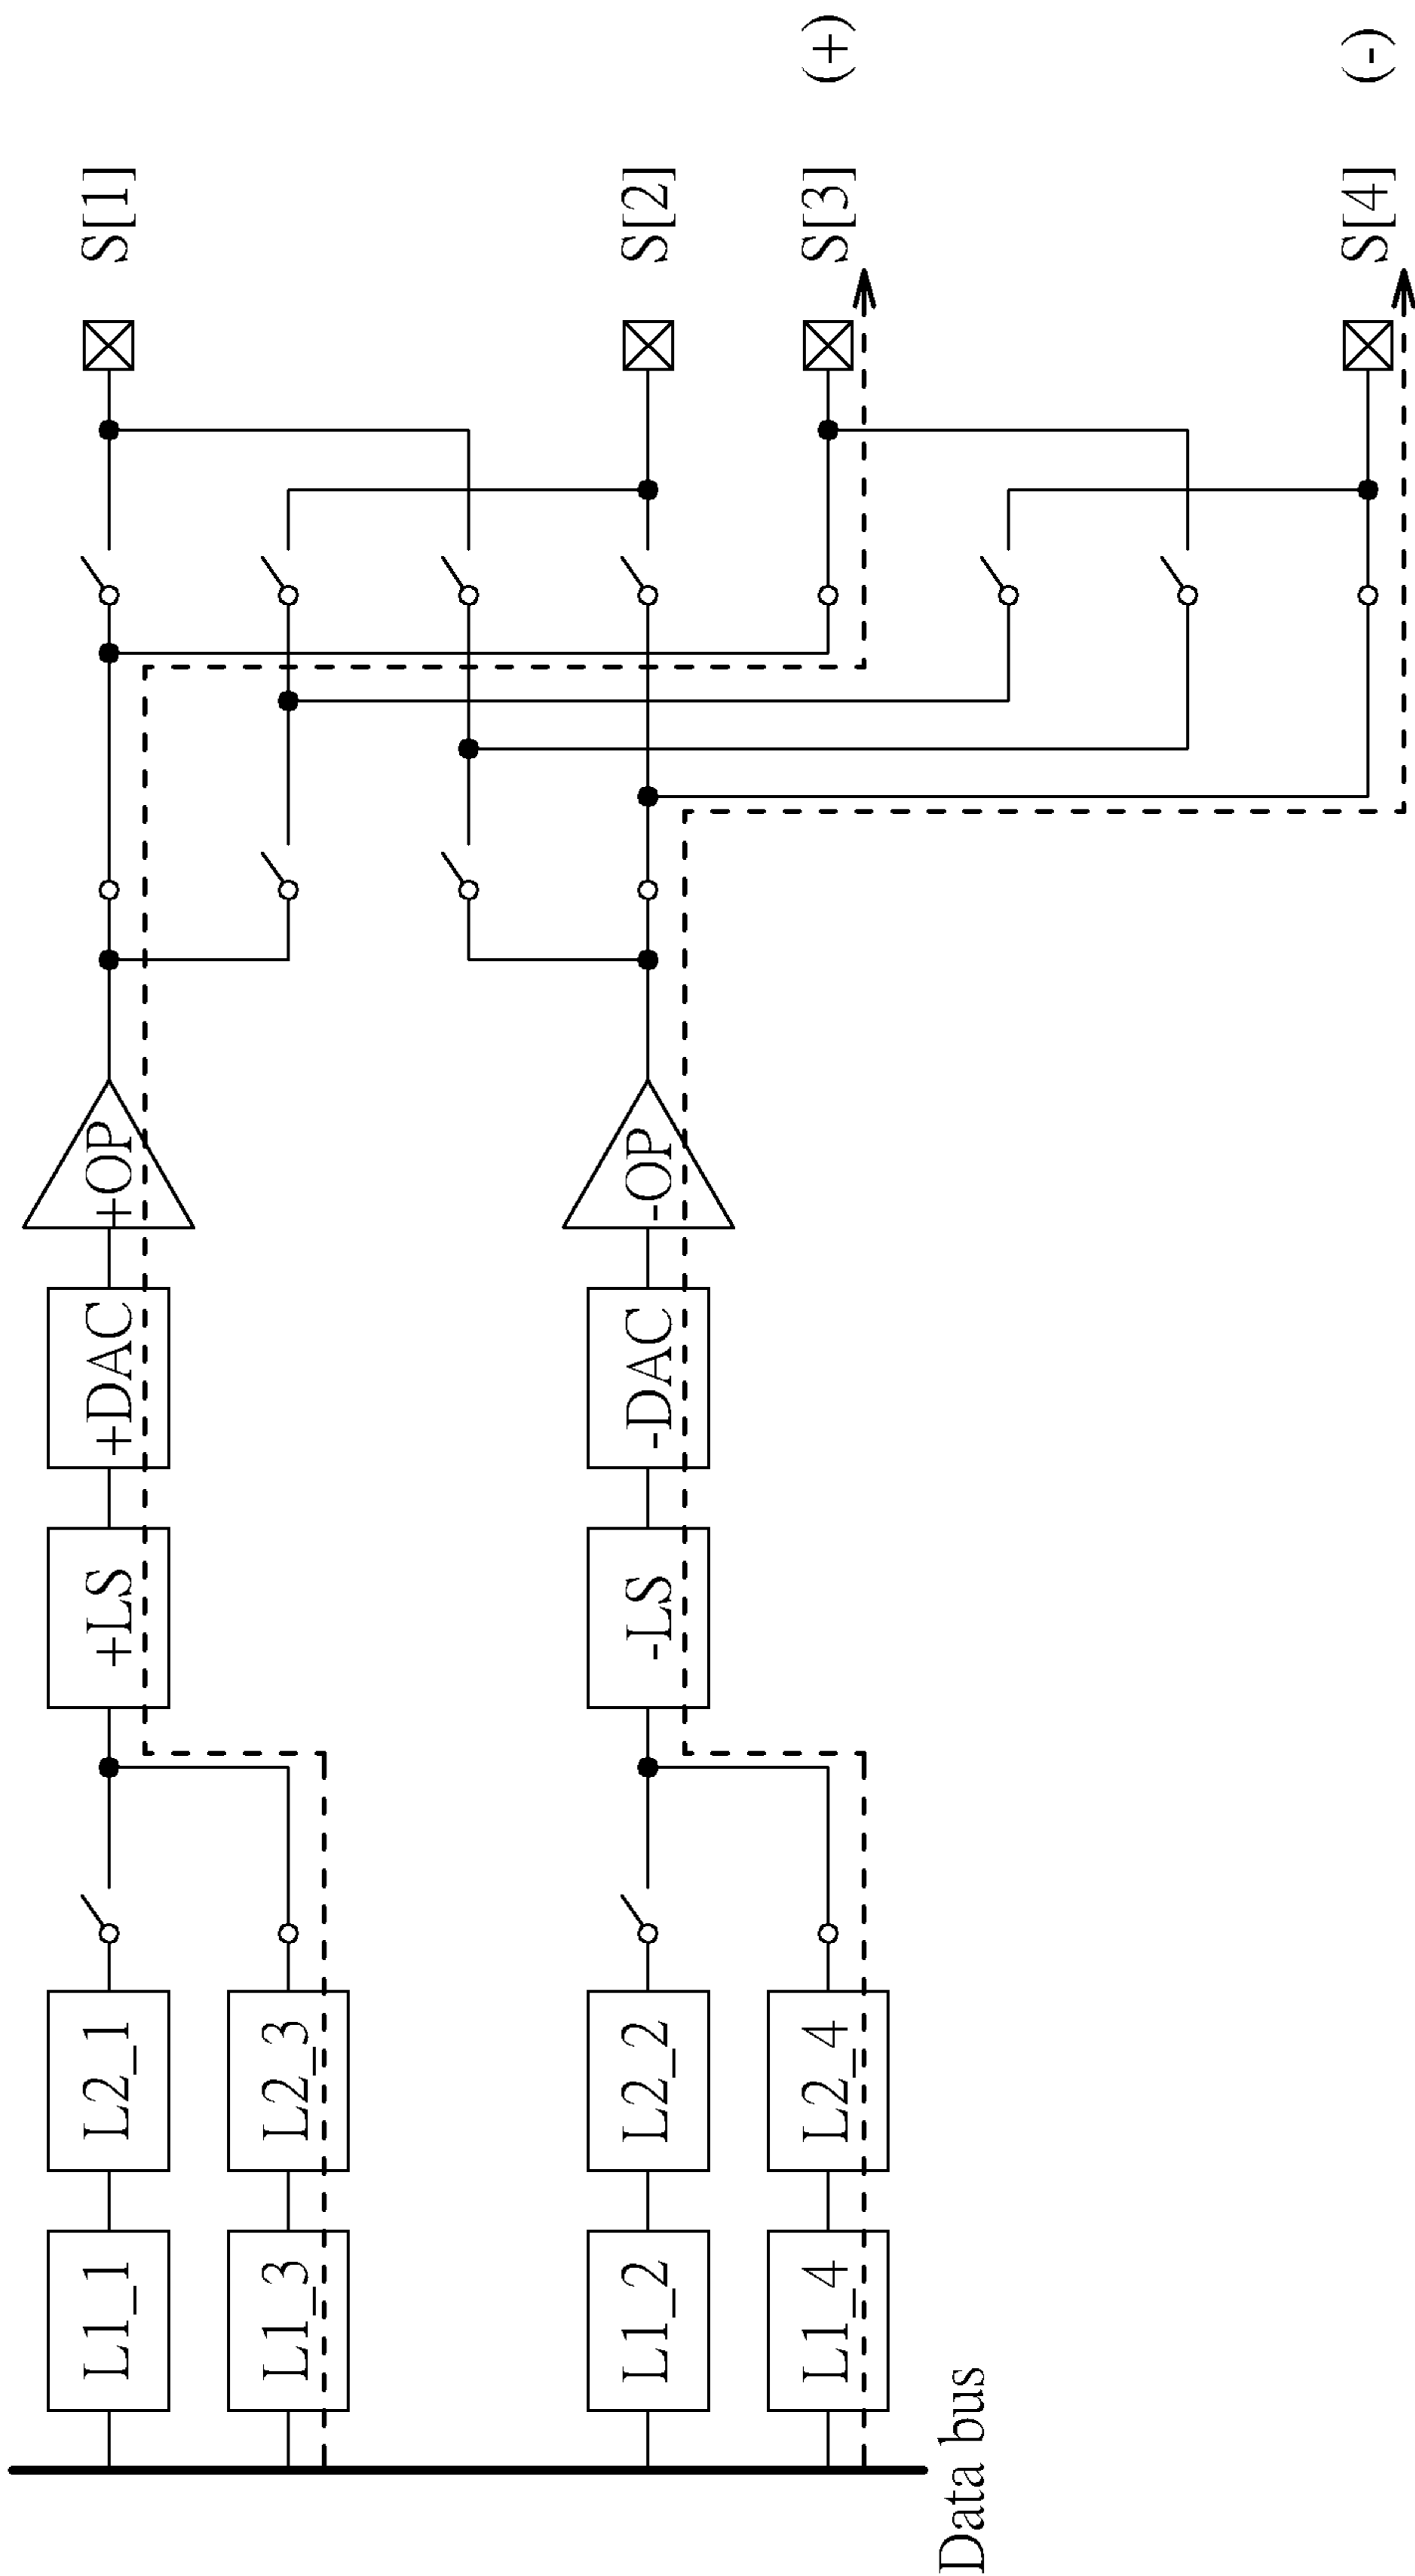 L1_1
L2_1
+LS
+DAC
+OP
S[1]
L1_3
L2_3
L1_2
L2_2
-LS
-DAC
-OP
S[2]
L1_4
L2_4
S[3]
(+)
S[4]
(-)
Data bus